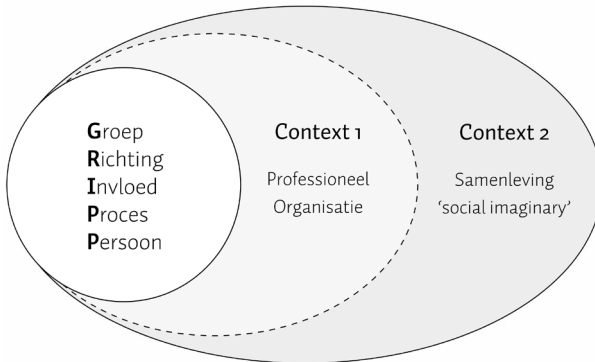 Groep
Richting
Invloed
Proces
Persoon
Context 1
Professioneel
Organisatie
Context 2
Samenleving
‘social imaginary’